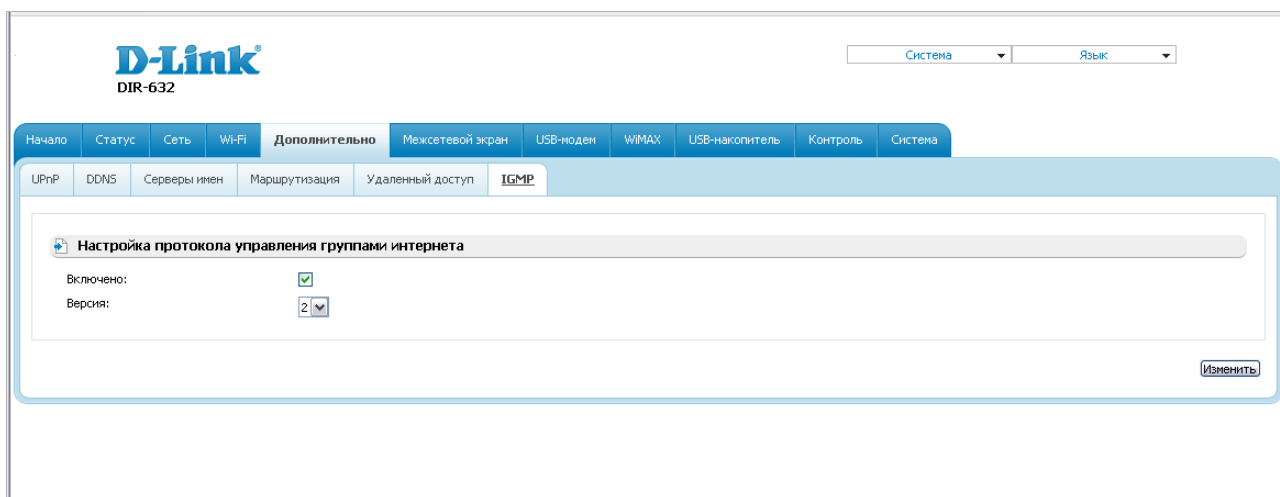 D-Link®
DIR-632
Система
Язык
Начало Статус Сеть Wi-Fi Дополнительно Межсетевой экран USB-модем WiMAX USB-накопитель Контроль Система
UPnP DDNS Серверы имен Маршрутизация Удаленный доступ IGMP
Настройка протокола управления группами интернета
Включено:
Версия: 2
Изменить